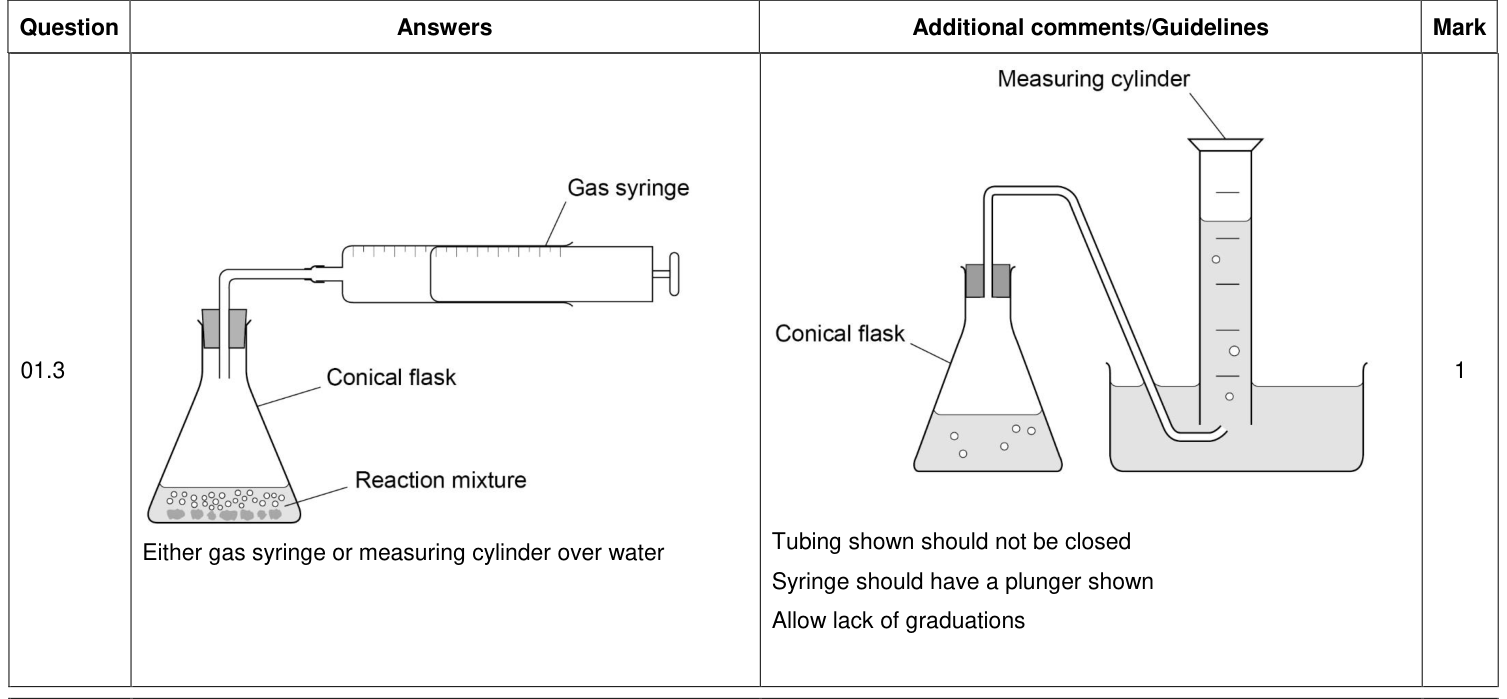 Question Answers Additional comments/Guidelines Mark
01.3
Gas syringe
Conical flask
Reaction mixture
Either gas syringe or measuring cylinder over water
Measuring cylinder
Conical flask
Tubing shown should not be closed
Syringe should have a plunger shown
Allow lack of graduations
1